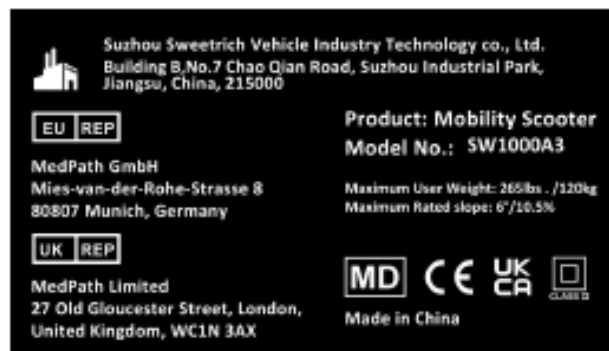 Suzhou Sweetrich Vehicle Industry Technology co., Ltd.
Building B,No.7 Chao Qian Road, Suzhou Industrial Park,
Jiangsu, China, 215000
EU REP
MedPath GmbH
Mies-van-der-Rohe-Strasse 8
80807 Munich, Germany
UK REP
MedPath Limited
27 Old Gloucester Street, London,
United Kingdom, WC1N 3AX
Product: Mobility Scooter
Model No.: SW1000A3
Maximum User Weight: 265lbs . /120kg
Maximum Rated slope: 6°/10.5%
MD CE UK CA
CLASS II
Made in China